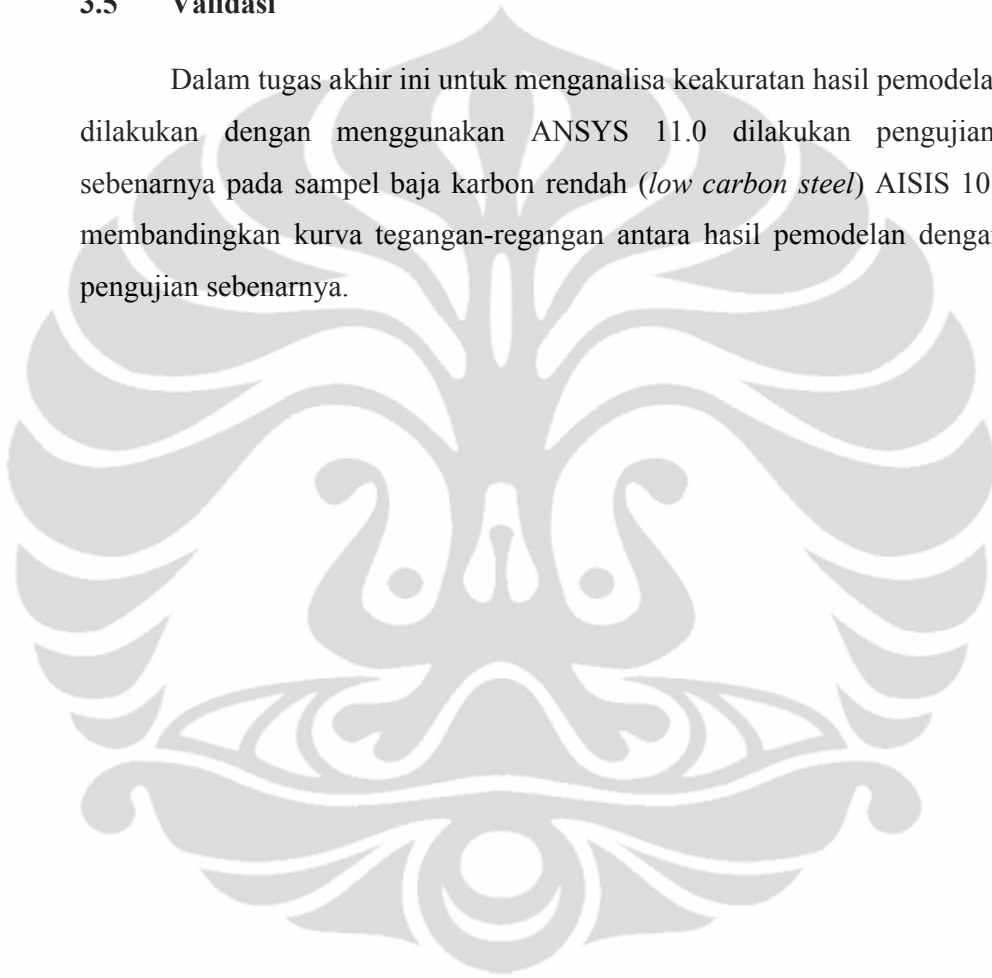 3.5 Validasi
Dalam tugas akhir ini untuk menganalisa keakuratan hasil pemodela
dilakukan dengan menggunakan ANSYS 11.0 dilakukan pengujian
sebenarnya pada sampel baja karbon rendah (low carbon steel) AISIS 10
membandingkan kurva tegangan-regangan antara hasil pemodelan denga
pengujian sebenarnya.